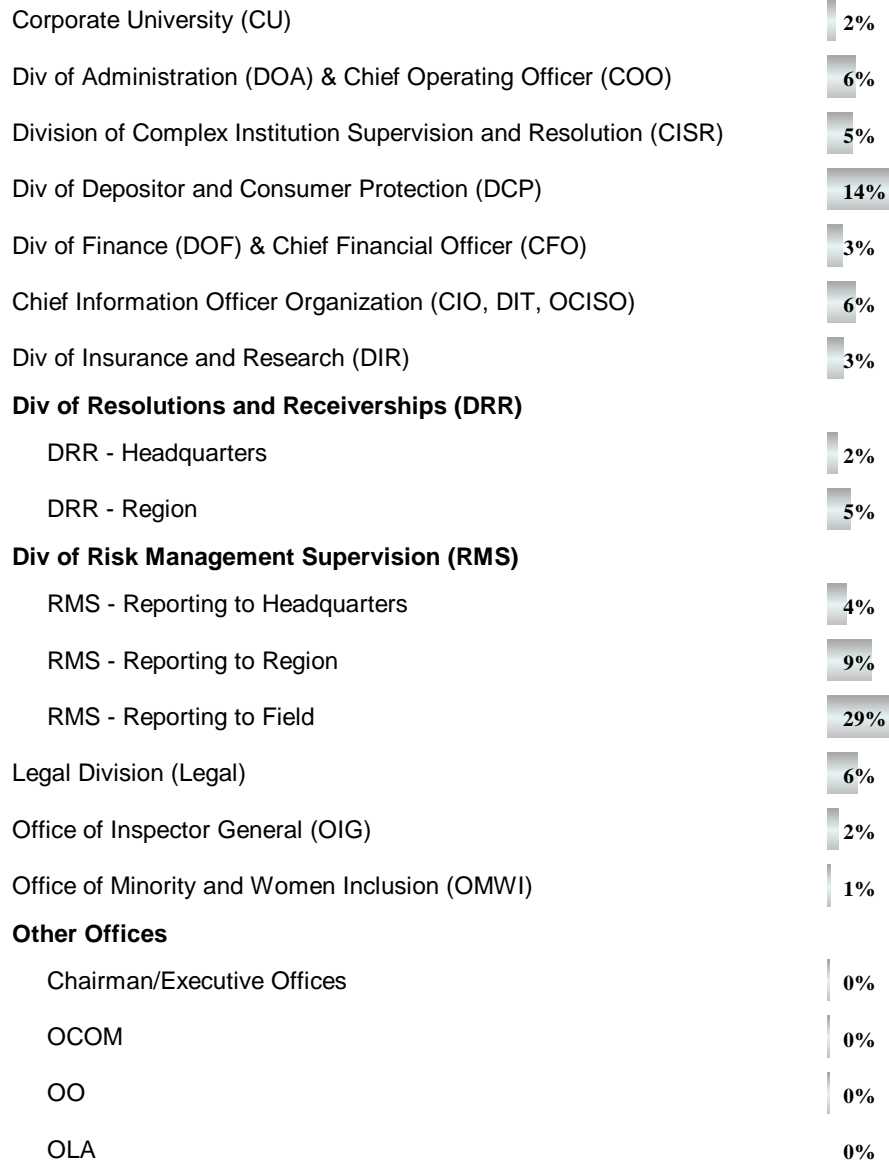 Corporate University (CU) 2%
Div of Administration (DOA) & Chief Operating Officer (COO) 6%
Division of Complex Institution Supervision and Resolution (CISR) 5%
Div of Depositor and Consumer Protection (DCP) 14%
Div of Finance (DOF) & Chief Financial Officer (CFO) 3%
Chief Information Officer Organization (CIO, DIT, OCISO) 6%
Div of Insurance and Research (DIR) 3%
Div of Resolutions and Receiverships (DRR)
DRR - Headquarters 2%
DRR - Region 5%
Div of Risk Management Supervision (RMS)
RMS - Reporting to Headquarters 4%
RMS - Reporting to Region 9%
RMS - Reporting to Field 29%
Legal Division (Legal) 6%
Office of Inspector General (OIG) 2%
Office of Minority and Women Inclusion (OMWI) 1%
Other Offices
Chairman/Executive Offices 0%
OCOM 0%
OO 0%
OLA 0%